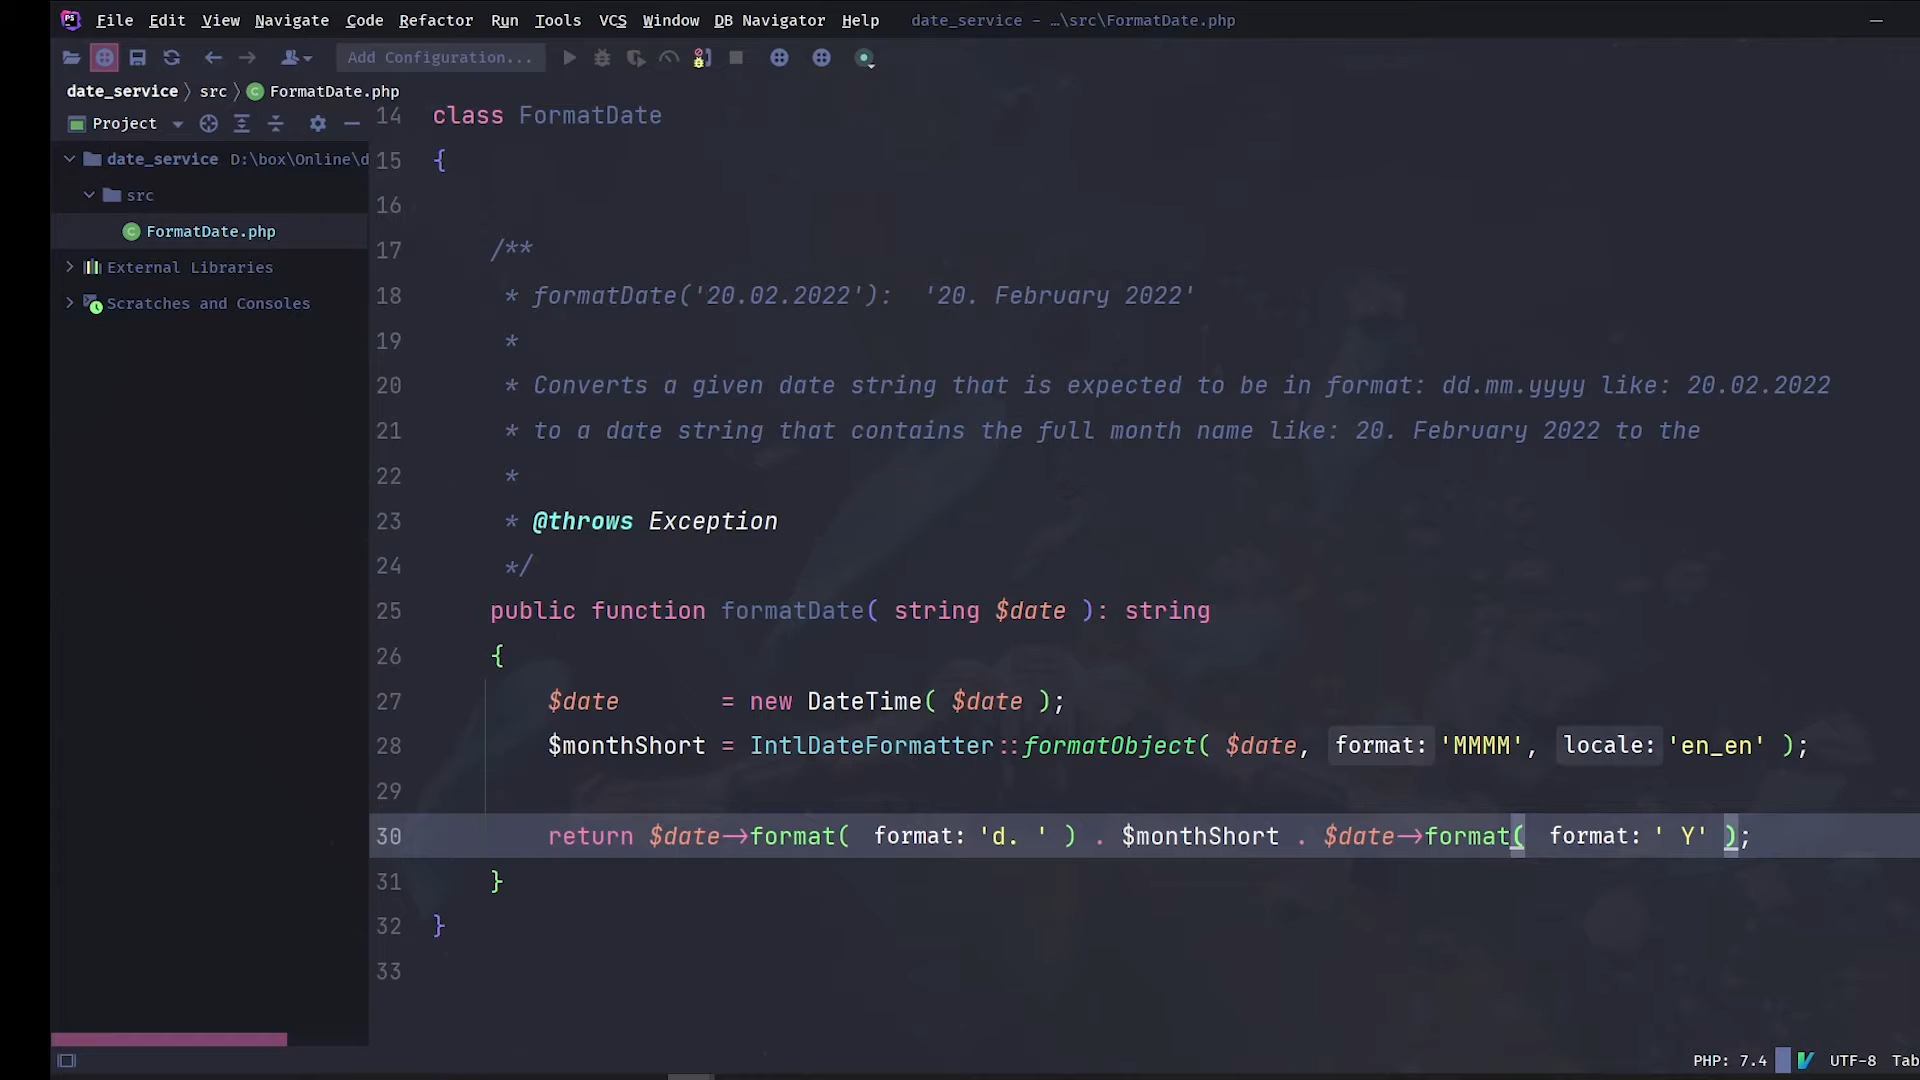 File Edit View Navigate Code Refactor Run Tools VCS Window DB Navigator Help date_service – …\src\FormatDate.php
Add Configuration...
date_service src FormatDate.php
Project
date_service D:\box\Online\d
src
FormatDate.php
External Libraries
Scratches and Consoles
14 class FormatDate
15 {
16
17 /**
18 * formatDate('20.02.2022'): '20. February 2022'
19 *
20 * Converts a given date string that is expected to be in format: dd.mm.yyyy like: 20.02.2022
21 * to a date string that contains the full month name like: 20. February 2022 to the
22 *
23 * @throws Exception
24 */
25 public function formatDate( string $date ): string
26 {
27 $date = new DateTime( $date );
28 $monthShort = IntlDateFormatter::formatObject( $date, format: 'MMMM', locale: 'en_en' );
29
30 return $date->format( format: 'd. ' ) . $monthShort . $date->format( format: ' Y' );
31 }
32 }
33
PHP: 7.4 UTF-8 Tab